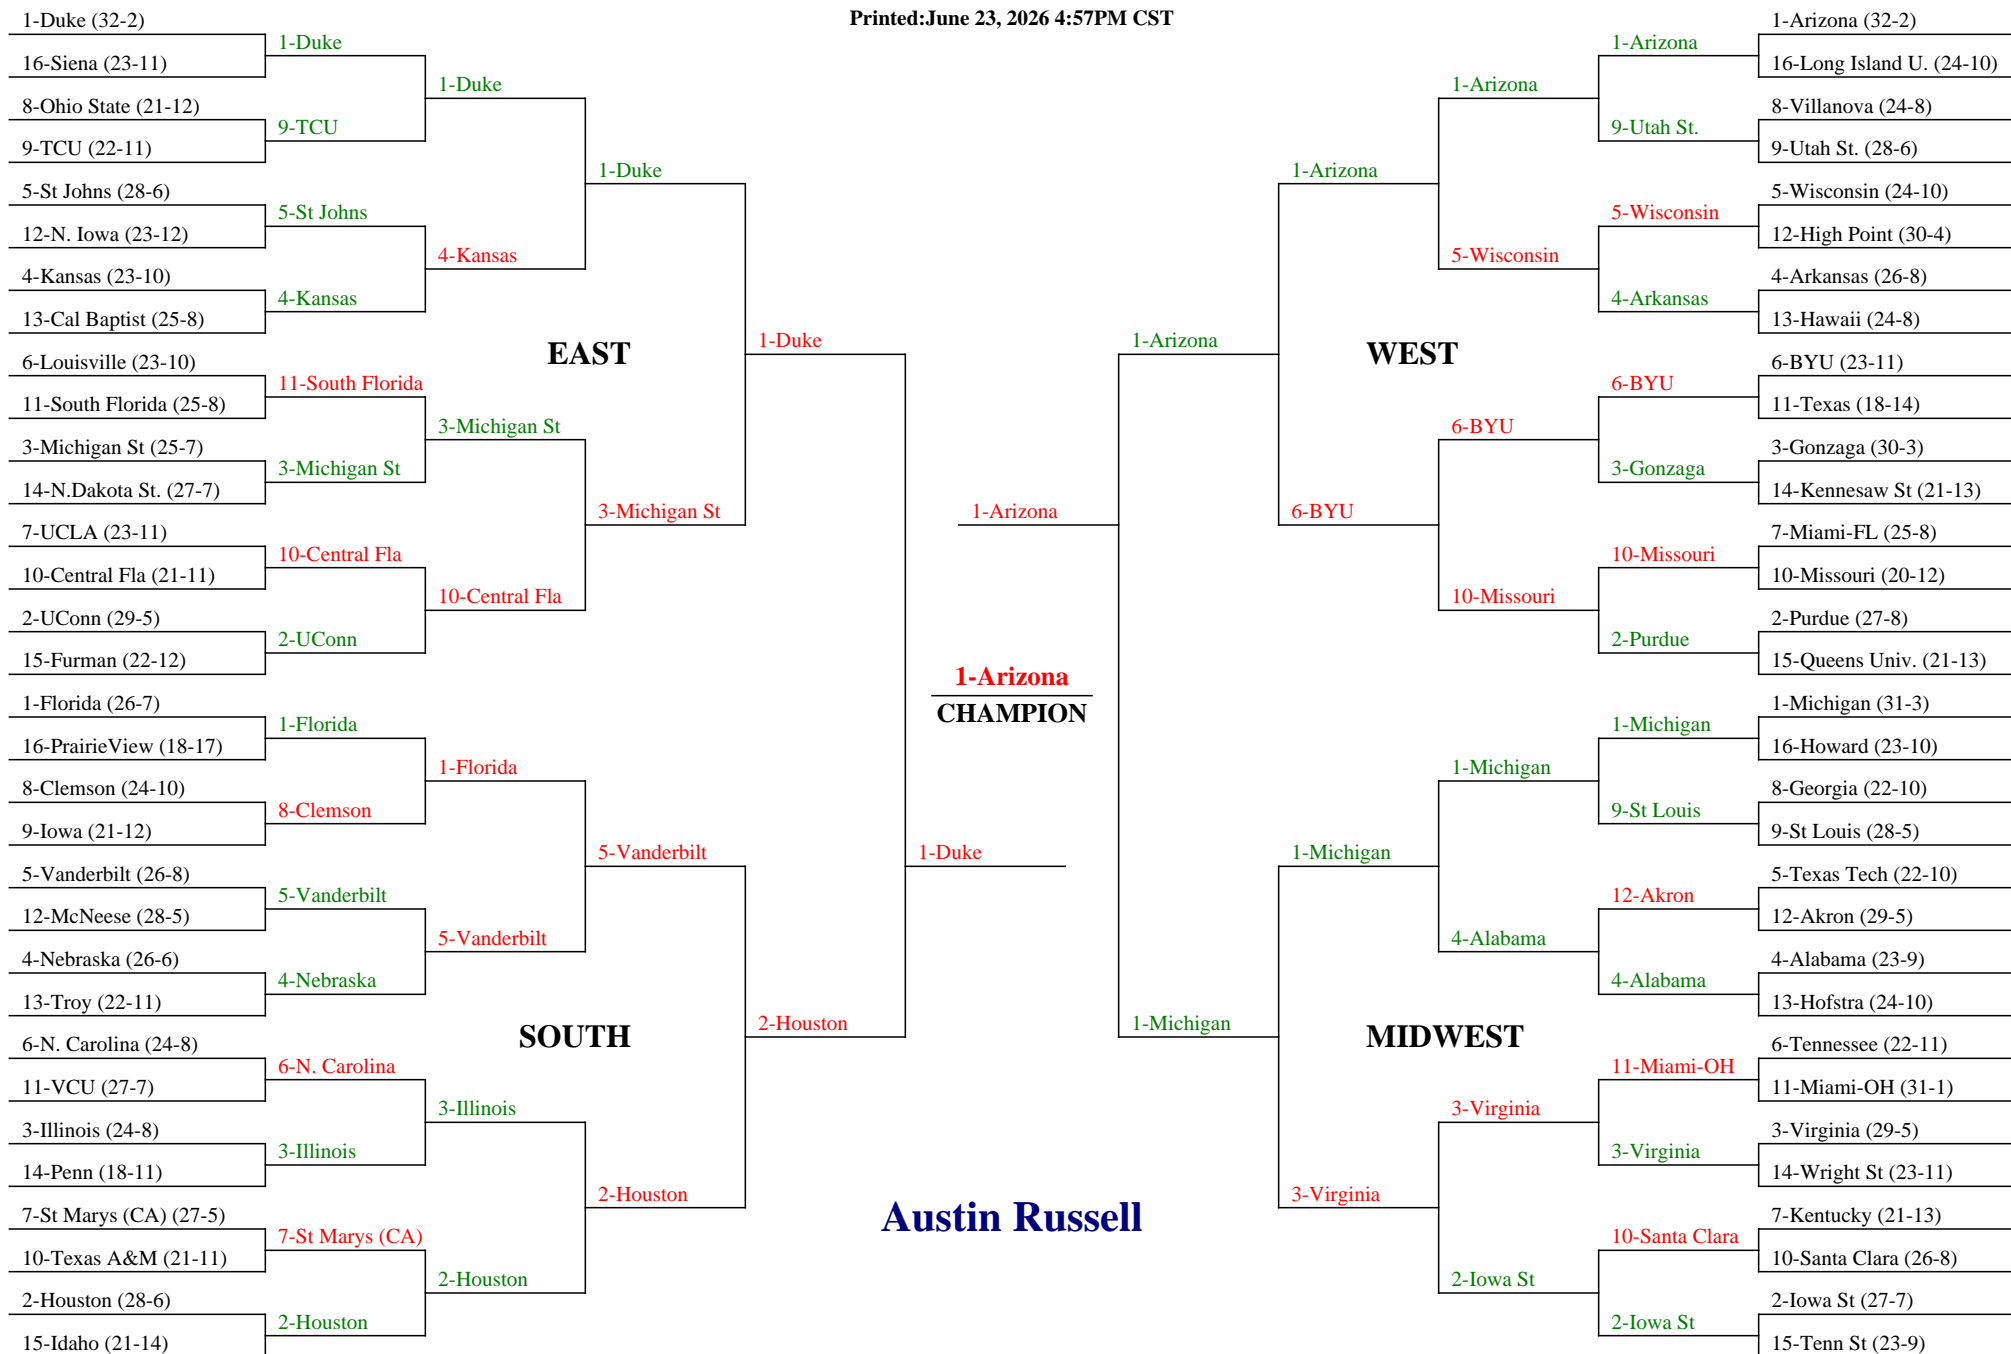 Printed:June 23, 2026 4:57PM CST
1-Duke (32-2)
16-Siena (23-11)
8-Ohio State (21-12)
9-TCU (22-11)
5-St Johns (28-6)
12-N. Iowa (23-12)
4-Kansas (23-10)
13-Cal Baptist (25-8)
6-Louisville (23-10)
11-South Florida (25-8)
3-Michigan St (25-7)
14-N.Dakota St. (27-7)
7-UCLA (23-11)
10-Central Fla (21-11)
2-UConn (29-5)
15-Furman (22-12)
1-Florida (26-7)
16-PrairieView (18-17)
8-Clemson (24-10)
9-Iowa (21-12)
5-Vanderbilt (26-8)
12-McNeese (28-5)
4-Nebraska (26-6)
13-Troy (22-11)
6-N. Carolina (24-8)
11-VCU (27-7)
3-Illinois (24-8)
14-Penn (18-11)
7-St Marys (CA) (27-5)
10-Texas A&M (21-11)
2-Houston (28-6)
15-Idaho (21-14)
1-Duke
9-TCU
5-St Johns
4-Kansas
11-South Florida
3-Michigan St
10-Central Fla
2-UConn
1-Florida
8-Clemson
5-Vanderbilt
4-Nebraska
6-N. Carolina
3-Illinois
7-St Marys (CA)
2-Houston
1-Duke
4-Kansas
3-Michigan St
10-Central Fla
1-Florida
5-Vanderbilt
3-Illinois
2-Houston
EAST
SOUTH
1-Duke
3-Michigan St
5-Vanderbilt
2-Houston
1-Duke
2-Houston
1-Duke
1-Arizona
1-Arizona
CHAMPION
Austin Russell
1-Arizona
1-Michigan
1-Arizona
6-BYU
1-Michigan
3-Virginia
WEST
MIDWEST
1-Arizona
5-Wisconsin
6-BYU
10-Missouri
1-Michigan
4-Alabama
3-Virginia
2-Iowa St
1-Arizona
9-Utah St.
5-Wisconsin
4-Arkansas
6-BYU
3-Gonzaga
10-Missouri
2-Purdue
1-Michigan
9-St Louis
12-Akron
4-Alabama
11-Miami-OH
3-Virginia
10-Santa Clara
2-Iowa St
1-Arizona (32-2)
16-Long Island U. (24-10)
8-Villanova (24-8)
9-Utah St. (28-6)
5-Wisconsin (24-10)
12-High Point (30-4)
4-Arkansas (26-8)
13-Hawaii (24-8)
6-BYU (23-11)
11-Texas (18-14)
3-Gonzaga (30-3)
14-Kennesaw St (21-13)
7-Miami-FL (25-8)
10-Missouri (20-12)
2-Purdue (27-8)
15-Queens Univ. (21-13)
1-Michigan (31-3)
16-Howard (23-10)
8-Georgia (22-10)
9-St Louis (28-5)
5-Texas Tech (22-10)
12-Akron (29-5)
4-Alabama (23-9)
13-Hofstra (24-10)
6-Tennessee (22-11)
11-Miami-OH (31-1)
3-Virginia (29-5)
14-Wright St (23-11)
7-Kentucky (21-13)
10-Santa Clara (26-8)
2-Iowa St (27-7)
15-Tenn St (23-9)